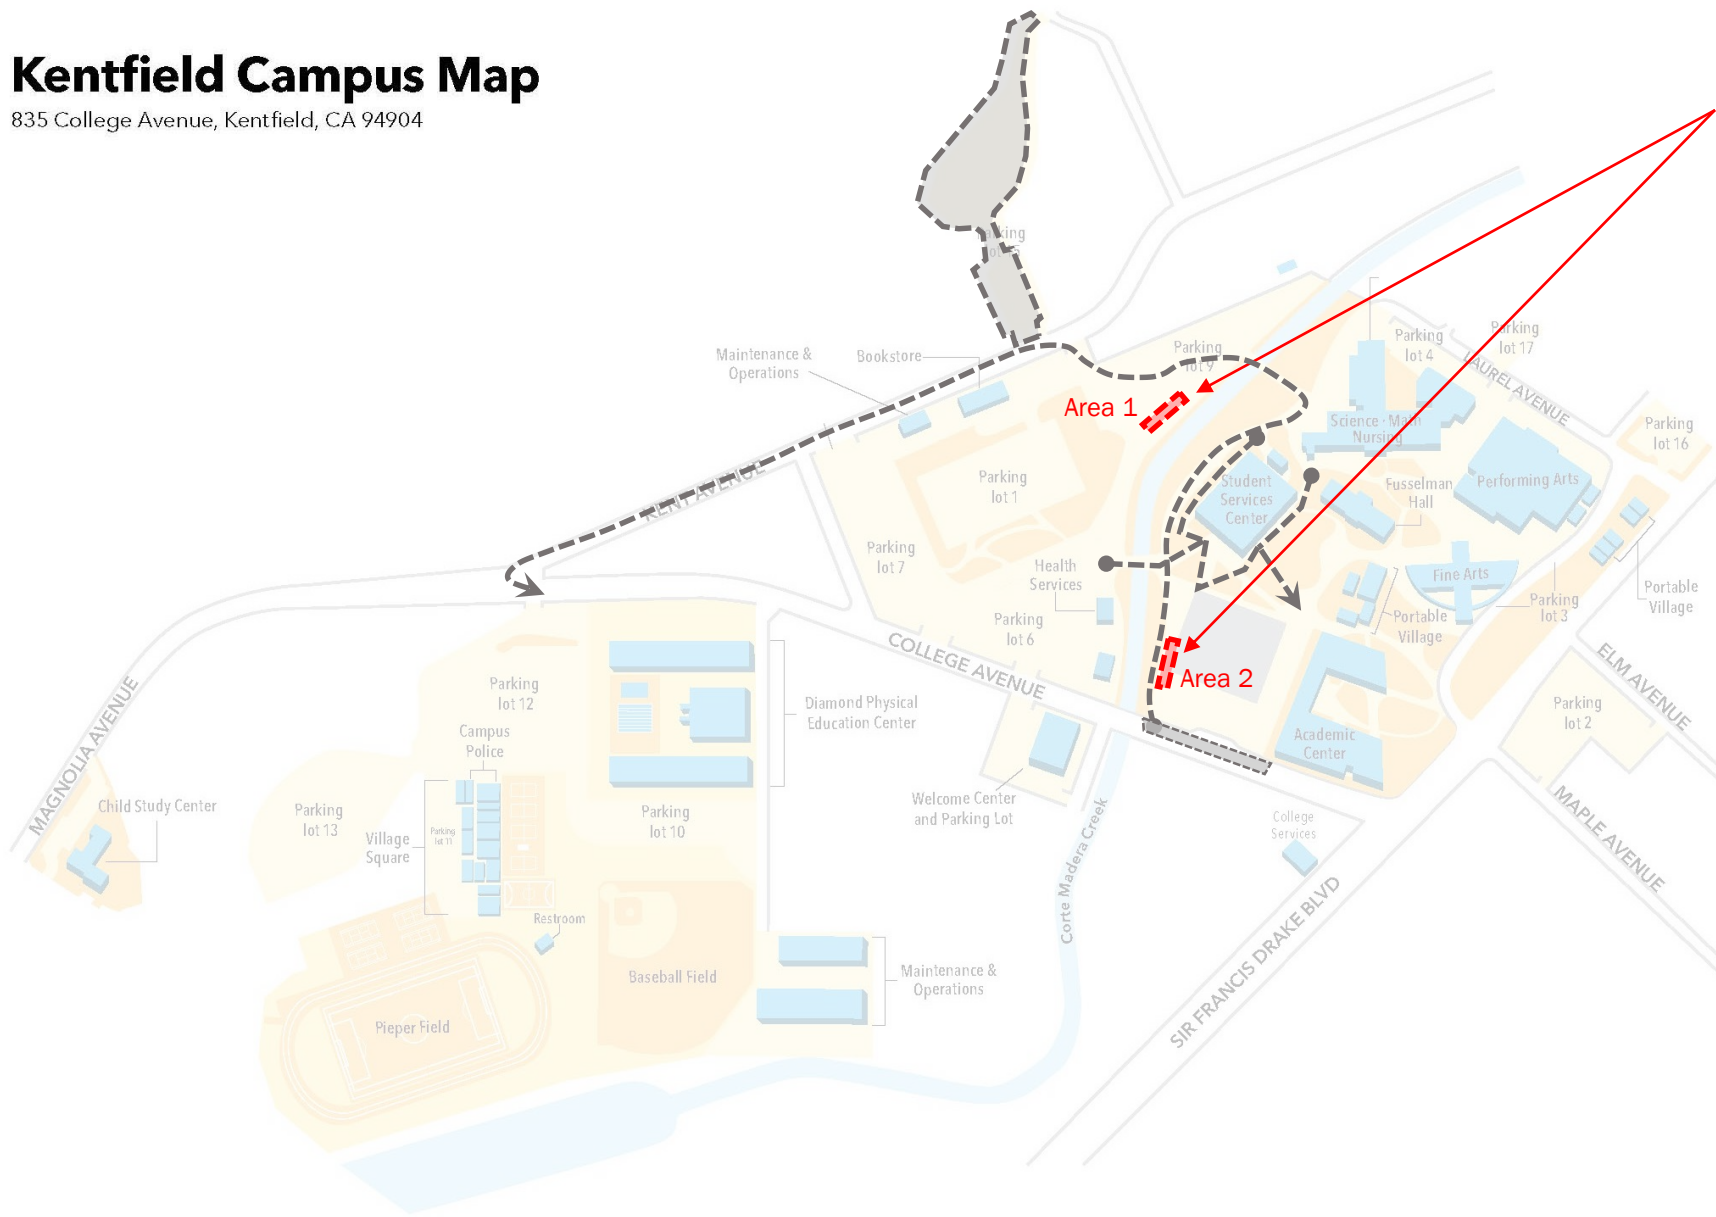 Kentfield Campus Map
835 College Avenue, Kentfield, CA 94904
Parking
lot 15
Maintenance &
Operations
Bookstore
Parking
lot 9
Parking
lot 4
Parking
lot 17
LAUREL AVENUE
Area 1
Science · Math
Nursing
Parking
lot 16
KENT AVENUE
Parking
lot 1
Student
Services
Center
Fusselman
Hall
Performing Arts
Parking
lot 7
Health
Services
Fine Arts
Portable
Village
Parking
lot 3
Portable
Village
Parking
lot 6
COLLEGE AVENUE
Area 2
ELM AVENUE
MAGNOLIA AVENUE
Parking
lot 12
Diamond Physical
Education Center
Campus
Police
Academic
Center
Parking
lot 2
Child Study Center
Parking
lot 13
Village
Square
Parking
lot 11
Parking
lot 10
Welcome Center
and Parking Lot
College
Services
MAPLE AVENUE
Corte Madera Creek
Restroom
Baseball Field
Maintenance &
Operations
SIR FRANCIS DRAKE BLVD
Pieper Field